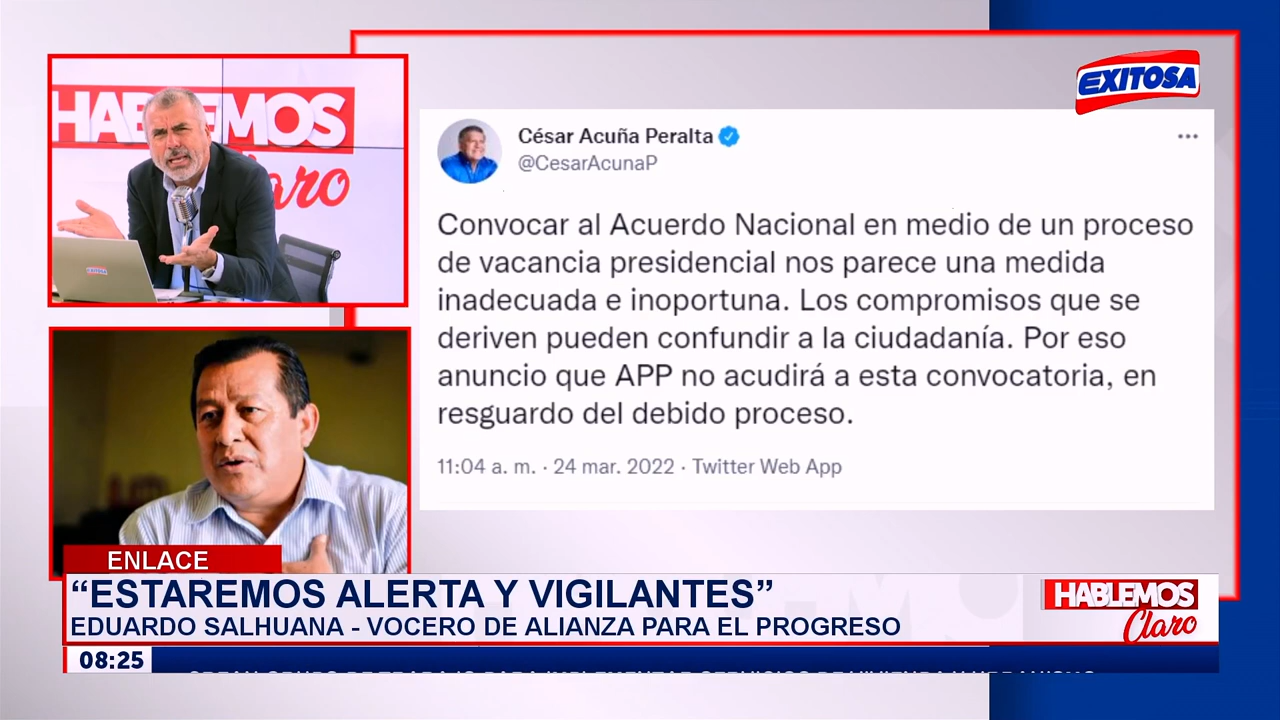 HABLEMOS
Claro
EXITOSA
EXITOSA
César Acuña Peralta
@CesarAcunaP
Convocar al Acuerdo Nacional en medio de un proceso
de vacancia presidencial nos parece una medida
inadecuada e inoportuna. Los compromisos que se
deriven pueden confundir a la ciudadanía. Por eso
anuncio que APP no acudirá a esta convocatoria, en
resguardo del debido proceso.
11:04 a. m. · 24 mar. 2022 · Twitter Web App
ENLACE
“ESTAREMOS ALERTA Y VIGILANTES”
EDUARDO SALHUANA - VOCERO DE ALIANZA PARA EL PROGRESO
HABLEMOS
Claro
08:25